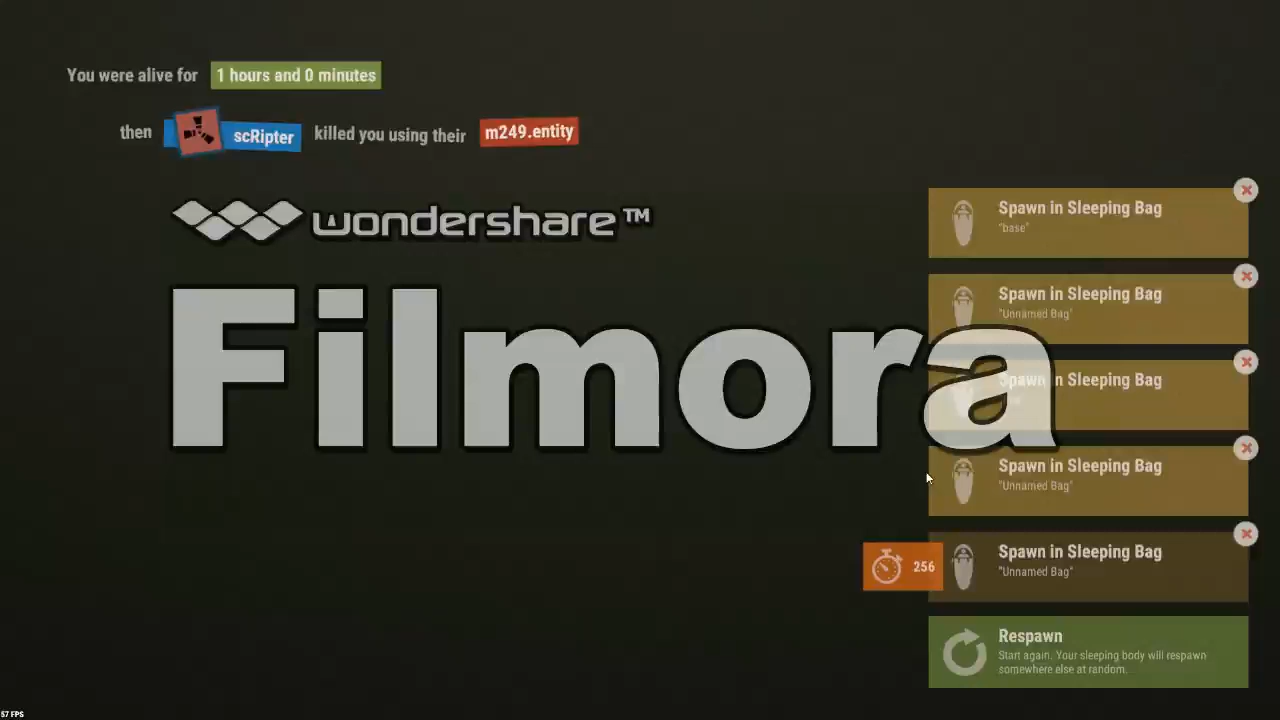 You were alive for 1 hours and 0 minutes
then scRipter killed you using their m249.entity
wondershare™
Filmora
Spawn in Sleeping Bag
"base"
Spawn in Sleeping Bag
"Unnamed Bag"
Spawn in Sleeping Bag
Spawn in Sleeping Bag
"Unnamed Bag"
256
Spawn in Sleeping Bag
"Unnamed Bag"
Respawn
Start again. Your sleeping body will respawn
somewhere else at random.
57 FPS